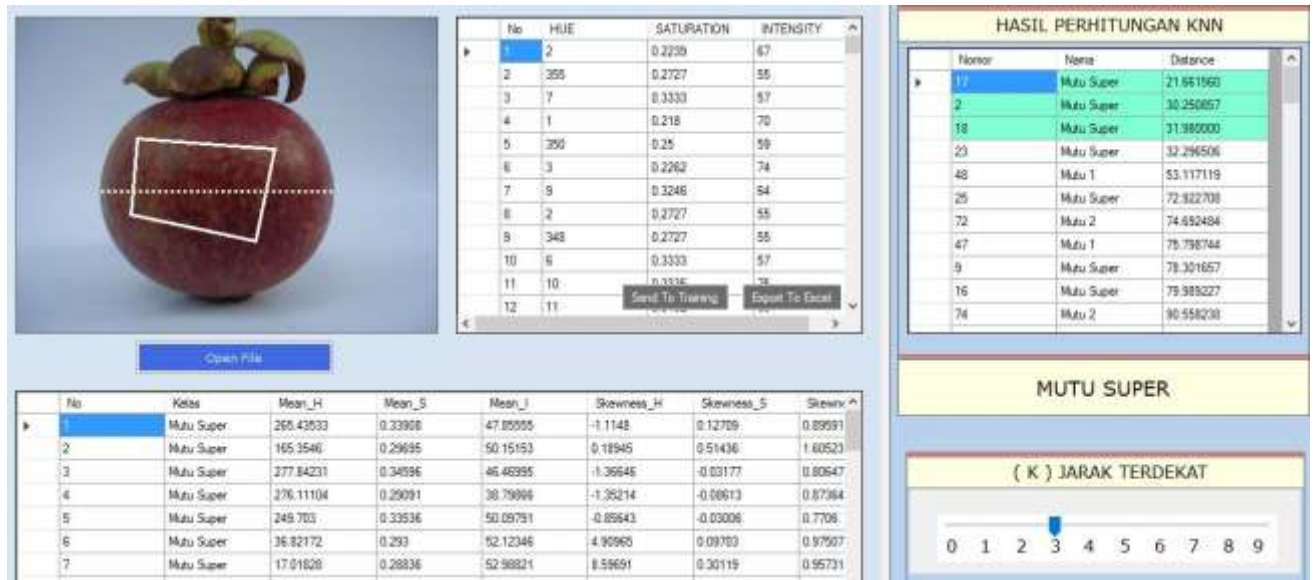 No HUE SATURATION INTENSITY
1 2 0.2239 67
2 355 0.2727 55
3 7 0.3333 57
4 1 0.218 70
5 350 0.25 59
6 3 0.2262 74
7 9 0.3246 64
8 2 0.2727 55
9 348 0.2727 55
10 6 0.3333 57
11 10
12 11
Send To Training Export To Excel
Open File
No Kelas Mean_H Mean_S Mean_I Skewness_H Skewness_S
1 Mutu Super 265.43533 0.33908 47.85555 -1.1148 0.12709 0.89591
2 Mutu Super 165.3546 0.29695 50.15153 0.18945 0.51436 1.60523
3 Mutu Super 277.84231 0.34596 46.46995 -1.36646 -0.03177 0.80647
4 Mutu Super 276.11104 0.29091 38.79866 -1.35214 -0.08613 0.87364
5 Mutu Super 249.703 0.33536 50.09791 -0.89643 -0.03006 0.7706
6 Mutu Super 36.82172 0.293 52.12346 4.90965 0.09703 0.97507
7 Mutu Super 17.01828 0.28836 52.98821 8.59691 0.30119 0.95731
HASIL PERHITUNGAN KNN
Nomor Nama Distance
17 Mutu Super 21.661960
2 Mutu Super 30.250857
18 Mutu Super 31.980000
23 Mutu Super 32.296506
48 Mutu 1 53.117119
25 Mutu Super 72.922708
72 Mutu 2 74.692484
47 Mutu 1 75.798744
9 Mutu Super 78.301657
16 Mutu Super 79.989227
74 Mutu 2 90.558238
MUTU SUPER
( K ) JARAK TERDEKAT
0 1 2 3 4 5 6 7 8 9